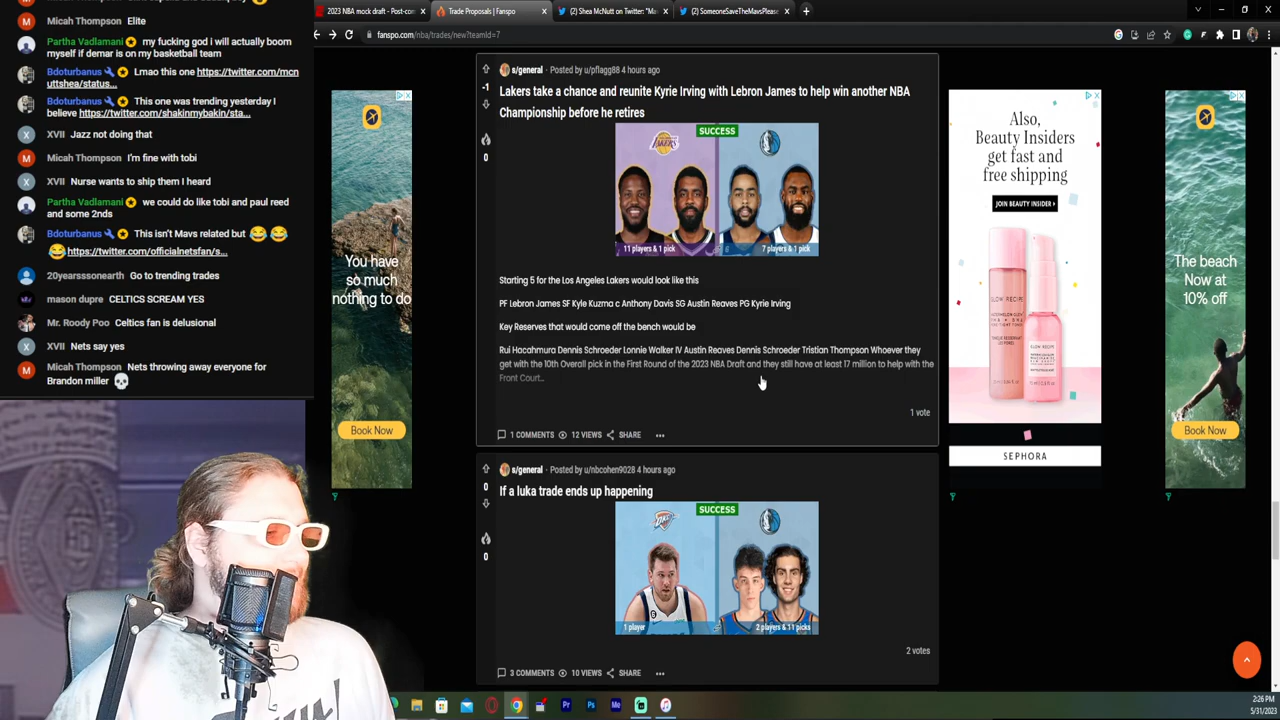 Micah Thompson Elite
Partha Vadlamani my fucking god i will actually boom
myself if demar is on my basketball team
Bdoturbanus Lmao this one https://twitter.com/mcn
uttshea/status...
Bdoturbanus This one was trending yesterday I
believe https://twitter.com/shakinmybakin/sta...
XVII Jazz not doing that
Micah Thompson I'm fine with tobi
XVII Nurse wants to ship them I heard
Partha Vadlamani we could do like tobi and paul reed
and some 2nds
Bdoturbanus This isn't Mavs related but
https://twitter.com/officialnetsfan/s...
20yearsssonearth Go to trending trades
mason dupre CELTICS SCREAM YES
Mr. Roody Poo Celtics fan is delusional
XVII Nets say yes
Micah Thompson Nets throwing away everyone for
Brandon miller
2023 NBA mock draft - Post-con
Trade Proposals | Fanspo
(2) Shea McNutt on Twitter: "Ma
(2) SomeoneSaveTheMavsPlease
fanspo.com/nba/trades/new?teamId=7
s/general · Posted by u/pflagg88 4 hours ago
-1
0
Lakers take a chance and reunite Kyrie Irving with Lebron James to help win another NBA
Championship before he retires
SUCCESS
11 players & 1 pick
7 players & 1 pick
Starting 5 for the Los Angeles Lakers would look like this
PF Lebron James SF Kyle Kuzma c Anthony Davis SG Austin Reaves PG Kyrie Irving
Key Reserves that would come off the bench would be
Rui Hacahmura Dennis Schroeder Lonnie Walker IV Austin Reaves Dennis Schroeder Tristian Thompson Whoever they
get with the 10th Overall pick in the First Round of the 2023 NBA Draft and they still have at least 17 million to help with the
Front Court...
1 vote
1 COMMENTS 12 VIEWS SHARE
s/general · Posted by u/nbcohen9028 4 hours ago
0
0
If a luka trade ends up happening
SUCCESS
1 player
2 players & 11 picks
2 votes
3 COMMENTS 10 VIEWS SHARE
You have
so much
nothing to do
Book Now
Also,
Beauty Insiders
get fast and
free shipping
JOIN BEAUTY INSIDER
GLOW RECIPE
SEPHORA
The beach
Now at
10% off
Book Now
2:26 PM
5/31/2023